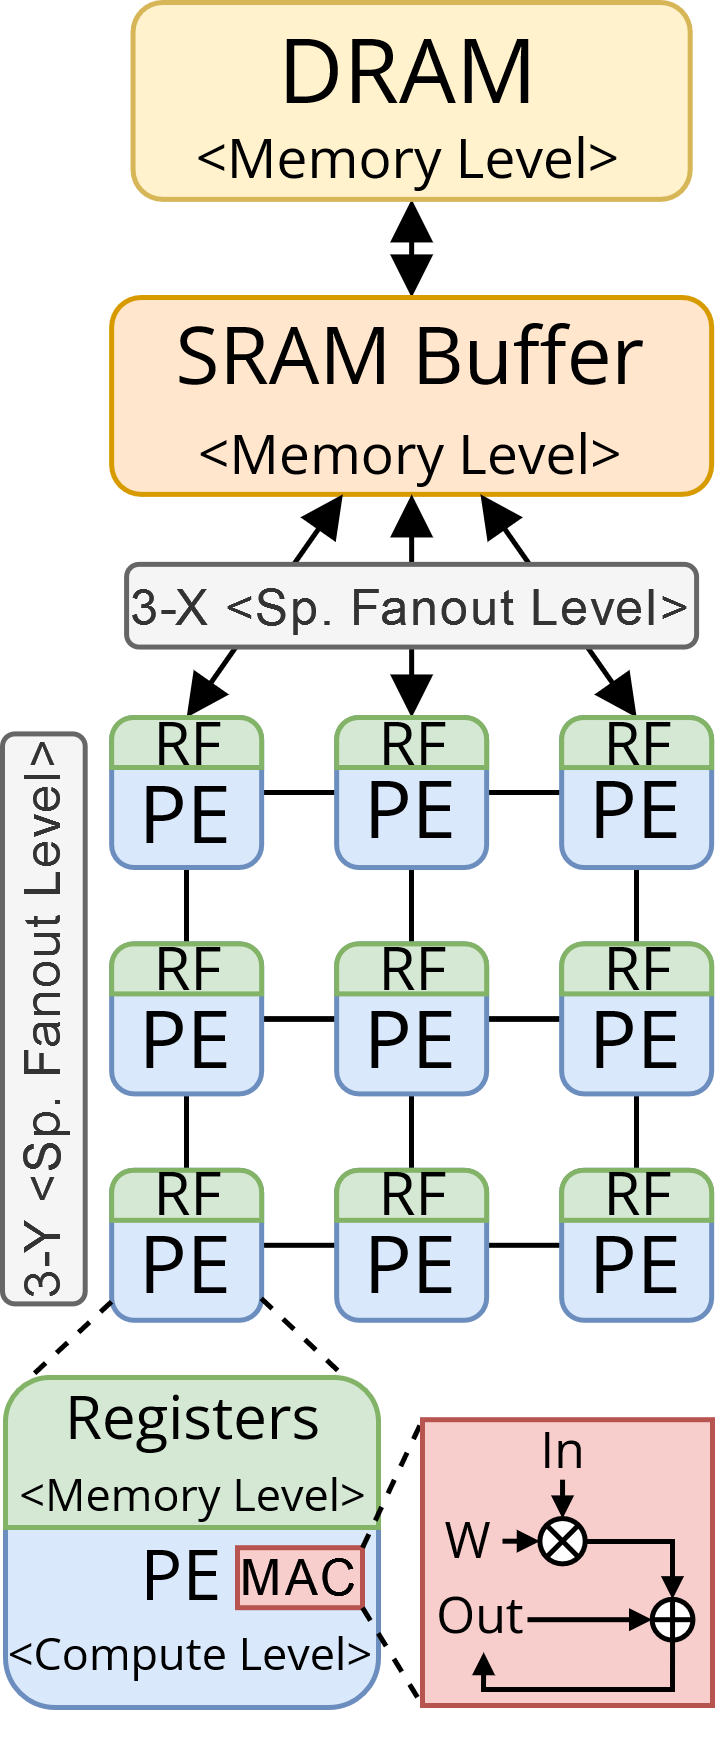 DRAM
<Memory Level>
SRAM Buffer
<Memory Level>
3-X <Sp. Fanout Level>
RF
RF
RF
PE
PE
PE
3-Y <Sp. Fanout Level>
RF
RF
RF
PE
PE
PE
RF
RF
RF
PE
PE
PE
Registers
<Memory Level>
PE
MAC
<Compute Level>
In
W
Out